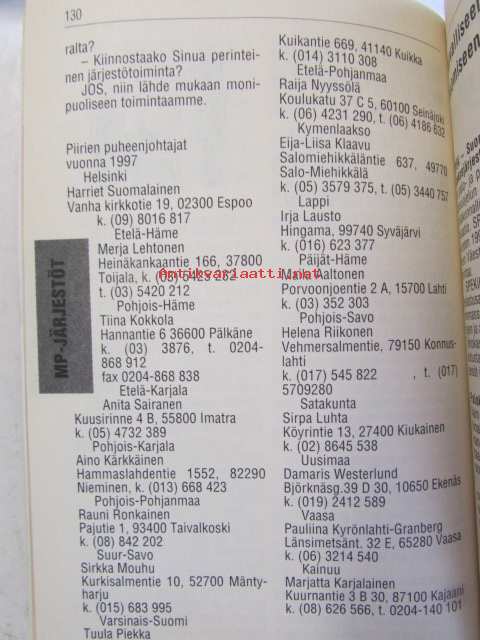 130
ralta?
– Kiinnostaako Sinua perintei-
nen järjestötoiminta?
JOS, niin lähde mukaan moni-
puoliseen toimintaamme.
Piirien puheenjohtajat
vuonna 1997
Helsinki
Harriet Suomalainen
Vanha kirkkotie 19, 02300 Espoo
k. (09) 8016 817
Etelä-Häme
Merja Lehtonen
Heinäkankaantie 166, 37800
Toijala, k. (03) 5423 262
t. (03) 5420 212
Pohjois-Häme
Tiina Kokkola
Hannantie 6 36600 Pälkäne
k. (03) 3876, t. 0204-
868 912
fax 0204-868 838
Etelä-Karjala
Anita Sairanen
Kuusirinne 4 B, 55800 Imatra
k. (05) 4732 389
Pohjois-Karjala
Aino Kärkkäinen
Hammaslahdentie 1552, 82290
Nieminen, k. (013) 668 423
Pohjois-Pohjanmaa
Rauni Ronkainen
Pajutie 1, 93400 Taivalkoski
k. (08) 842 202
Suur-Savo
Sirkka Mouhu
Kurkisalmentie 10, 52700 Mänty-
harju
k. (015) 683 995
Varsinais-Suomi
Tuula Piekka
Kuikantie 669, 41140 Kuikka
k. (014) 3110 308
Etelä-Pohjanmaa
Raija Nyyssölä
Koulukatu 37 C 5, 60100 Seinäjoki
k. (06) 4231 290, t. (06) 4186 632
Kymenlaakso
Eija-Liisa Klaavu
Salomiehikkäläntie 637, 49770
Salo-Miehikkälä
k. (05) 3579 375, t. (05) 3440 757
Lappi
Irja Lausto
Hingama, 99740 Syväjärvi
k. (016) 623 377
Päijät-Häme
Maire Aaltonen
Porvoonjoentie 2 A, 15700 Lahti
k. (03) 352 303
Pohjois-Savo
Helena Riikonen
Vehmersalmentie, 79150 Konnus-
lahti
k. (017) 545 822 , t. (017)
5709280
Satakunta
Sirpa Luhta
Köyrintie 13, 27400 Kiukainen
k. (02) 8645 538
Uusimaa
Damaris Westerlund
Björknäsg.39 D 30, 10650 Ekenäs
k. (019) 2412 589
Vaasa
Pauliina Kyrönlahti-Granberg
Länsimetsänt. 32 E, 65280 Vaasa
k. (06) 3214 540
Kainuu
Marjatta Karjalainen
Kuurnantie 3 B 30, 87100 Kajaani
k. (08) 626 566, t. 0204-140 101
MP-JÄRJESTÖT
antikvariaatti.net